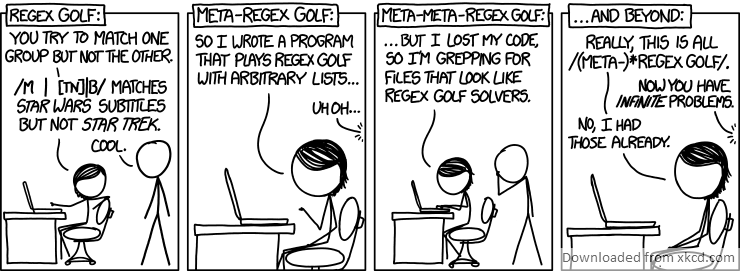 REGEX GOLF:
YOU TRY TO MATCH ONE
GROUP BUT NOT THE OTHER.
/M | [TN]|B/ MATCHES
STAR WARS SUBTITLES
BUT NOT STAR TREK.
COOL.
META-REGEX GOLF:
SO I WROTE A PROGRAM
THAT PLAYS REGEX GOLF
WITH ARBITRARY LISTS...
UH OH...
META-META-REGEX GOLF:
...BUT I LOST MY CODE,
SO I'M GREPPING FOR
FILES THAT LOOK LIKE
REGEX GOLF SOLVERS.
...AND BEYOND:
REALLY, THIS IS ALL
/(META-)*REGEX GOLF/.
NOW YOU HAVE
INFINITE PROBLEMS.
NO, I HAD
THOSE ALREADY.
Downloaded from xkcd.com